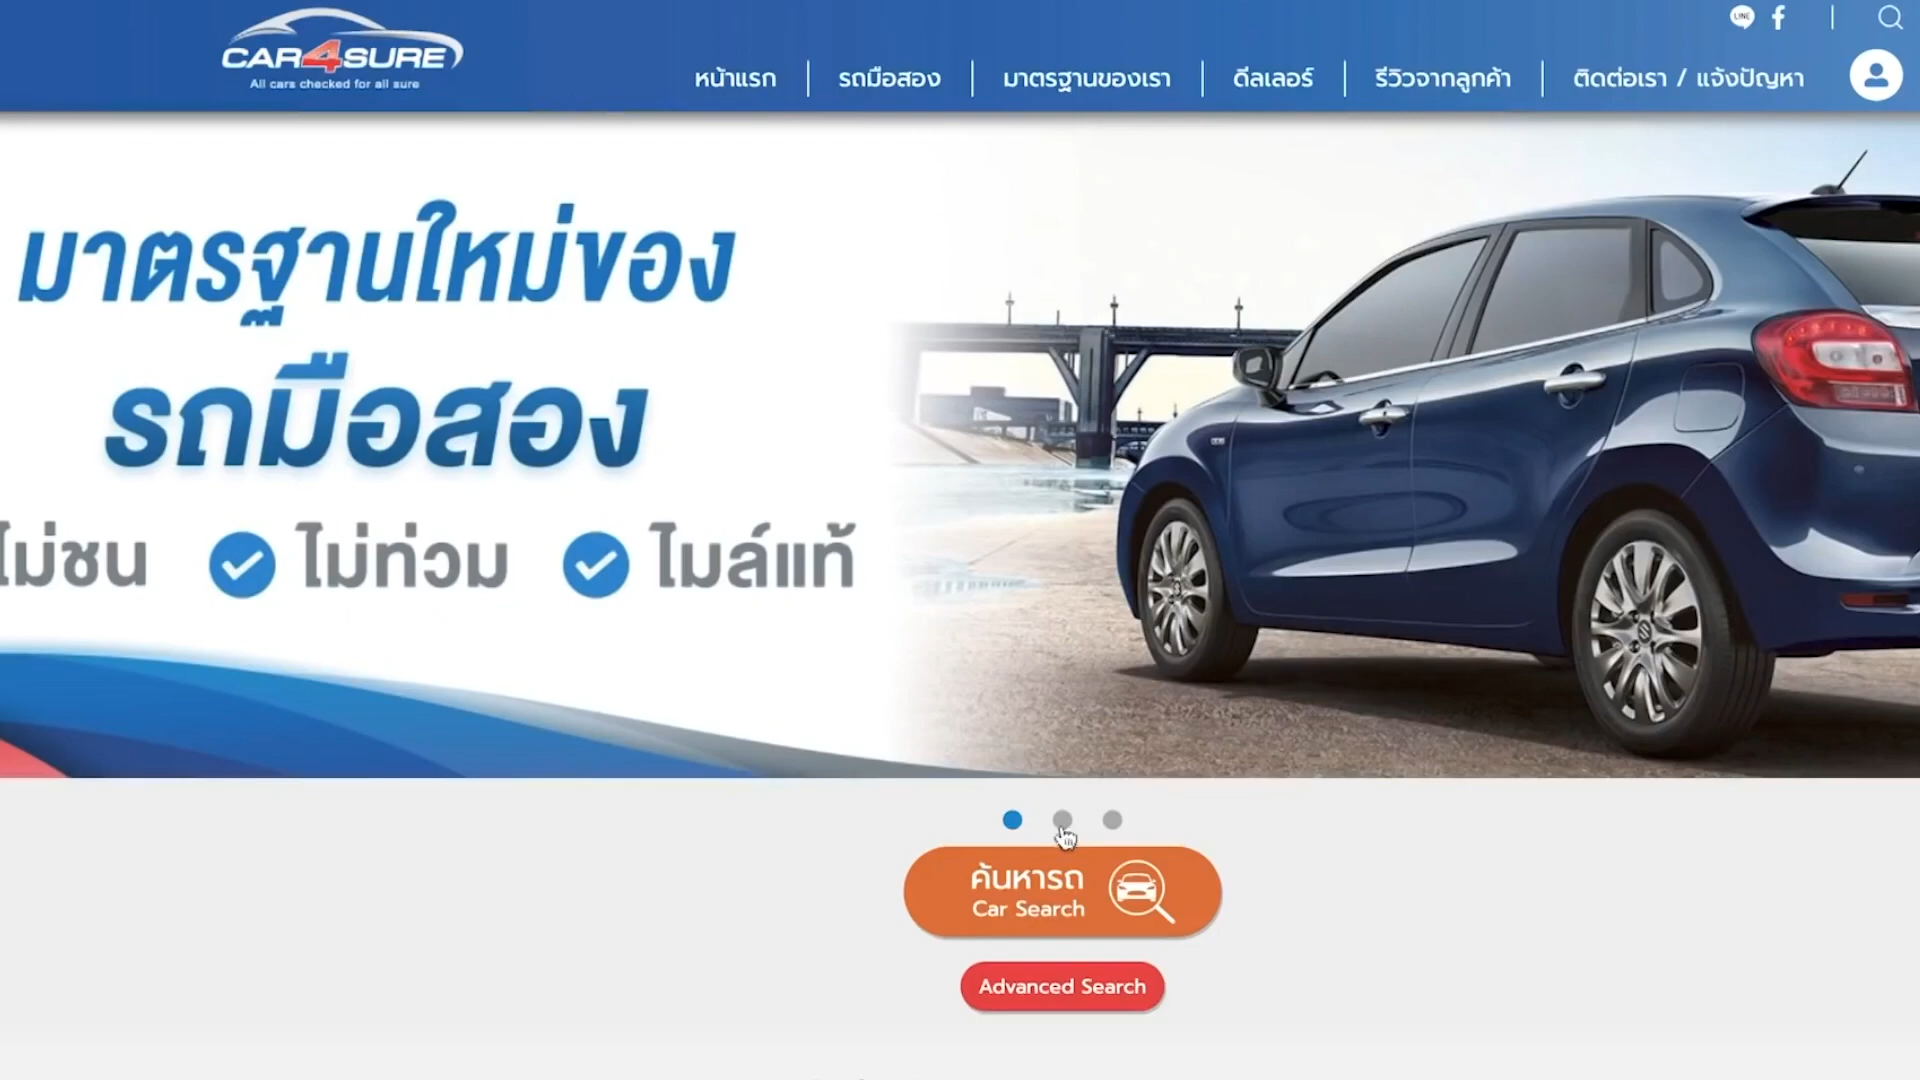 CAR4SURE
All cars checked for all sure
LINE
หน้าแรก
รถมือสอง
มาตรฐานของเรา
ดีลเลอร์
รีวิวจากลูกค้า
ติดต่อเรา / แจ้งปัญหา
มาตรฐานใหม่ของ
รถมือสอง
ไม่ชน ไม่ท่วม ไมล์แท้
ค้นหารถ
Car Search
Advanced Search